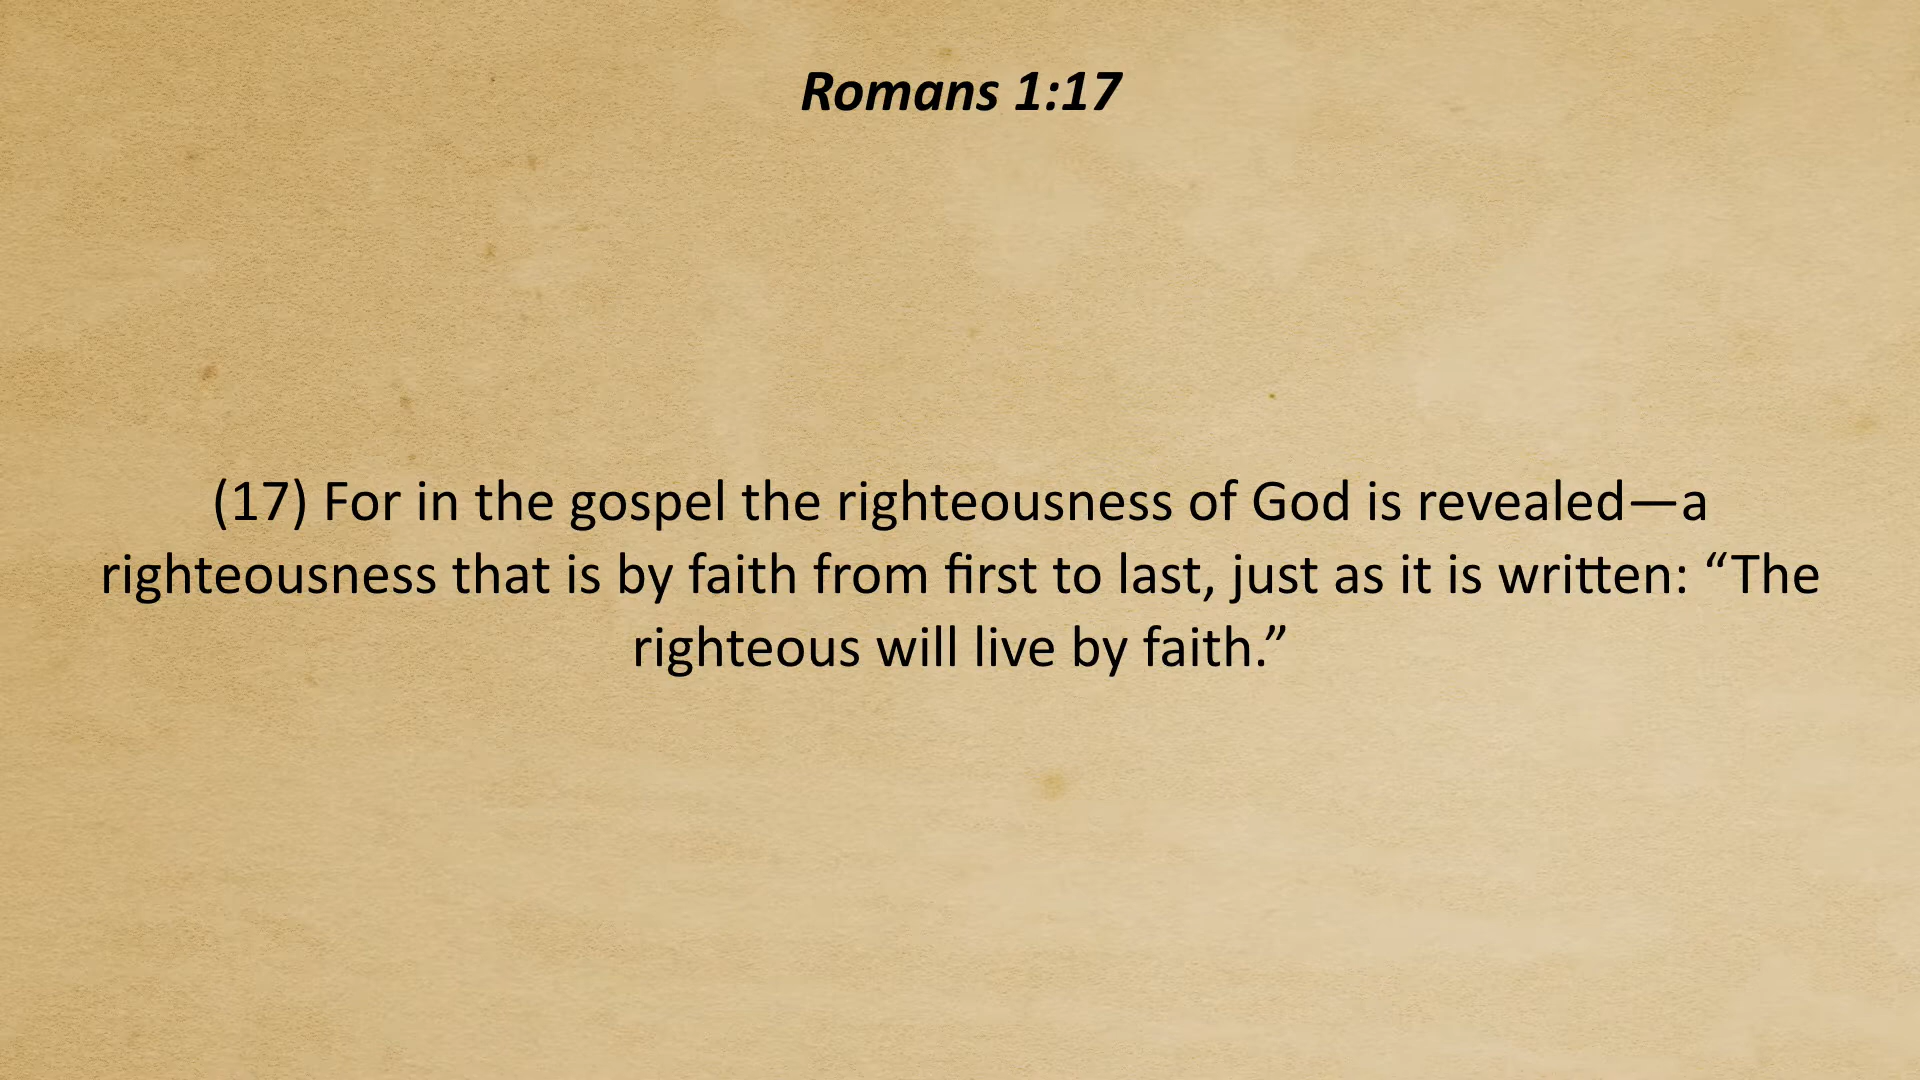 Romans 1:17
(17) For in the gospel the righteousness of God is revealed—a
righteousness that is by faith from first to last, just as it is written: “The
righteous will live by faith.”